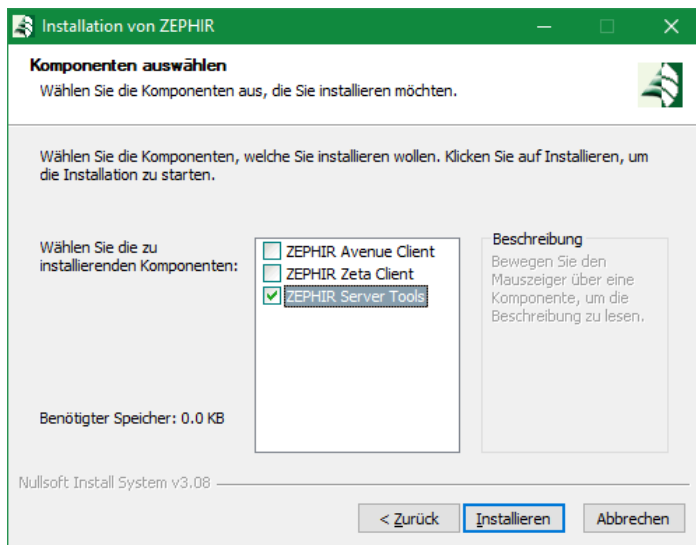 Installation von ZEPHIR
Komponenten auswählen
Wählen Sie die Komponenten aus, die Sie installieren möchten.
Wählen Sie die Komponenten, welche Sie installieren wollen. Klicken Sie auf Installieren, um
die Installation zu starten.
Wählen Sie die zu
installierenden Komponenten:
ZEPHIR Avenue Client
ZEPHIR Zeta Client
ZEPHIR Server Tools
Beschreibung
Bewegen Sie den
Mauszeiger über eine
Komponente, um die
Beschreibung zu lesen.
Benötigter Speicher: 0.0 KB
Nullsoft Install System v3.08
< Zurück
Installieren
Abbrechen